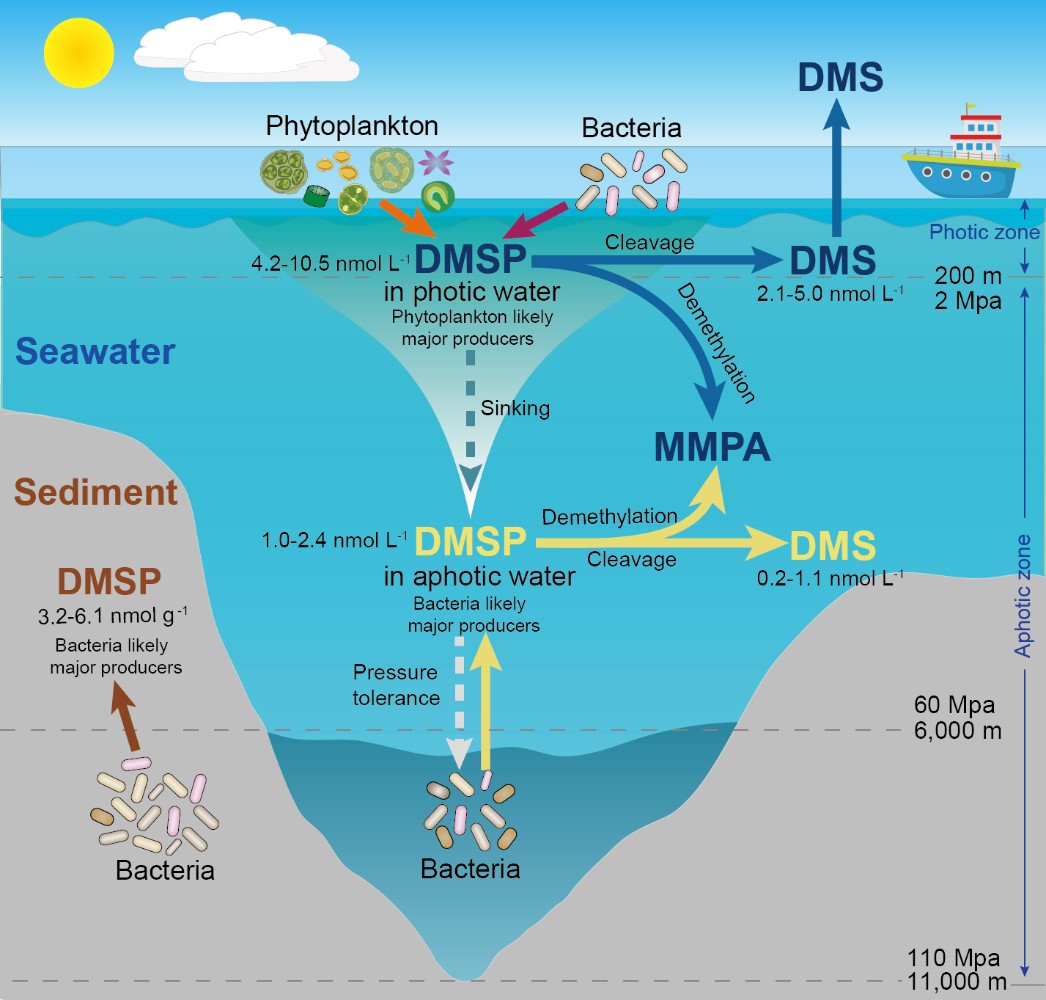 DMS
Phytoplankton
Bacteria
Photic zone
Cleavage
4.2-10.5 nmol L⁻¹ DMSP
DMS
in photic water
2.1-5.0 nmol L⁻¹
200 m
2 Mpa
Phytoplankton likely
major producers
Demethylation
Seawater
Sinking
MMPA
Sediment
Demethylation
1.0-2.4 nmol L⁻¹ DMSP
DMS
Cleavage
in aphotic water
0.2-1.1 nmol L⁻¹
Bacteria likely
major producers
Aphotic zone
DMSP
3.2-6.1 nmol g⁻¹
Bacteria likely
major producers
Pressure
tolerance
60 Mpa
6,000 m
Bacteria
Bacteria
110 Mpa
11,000 m